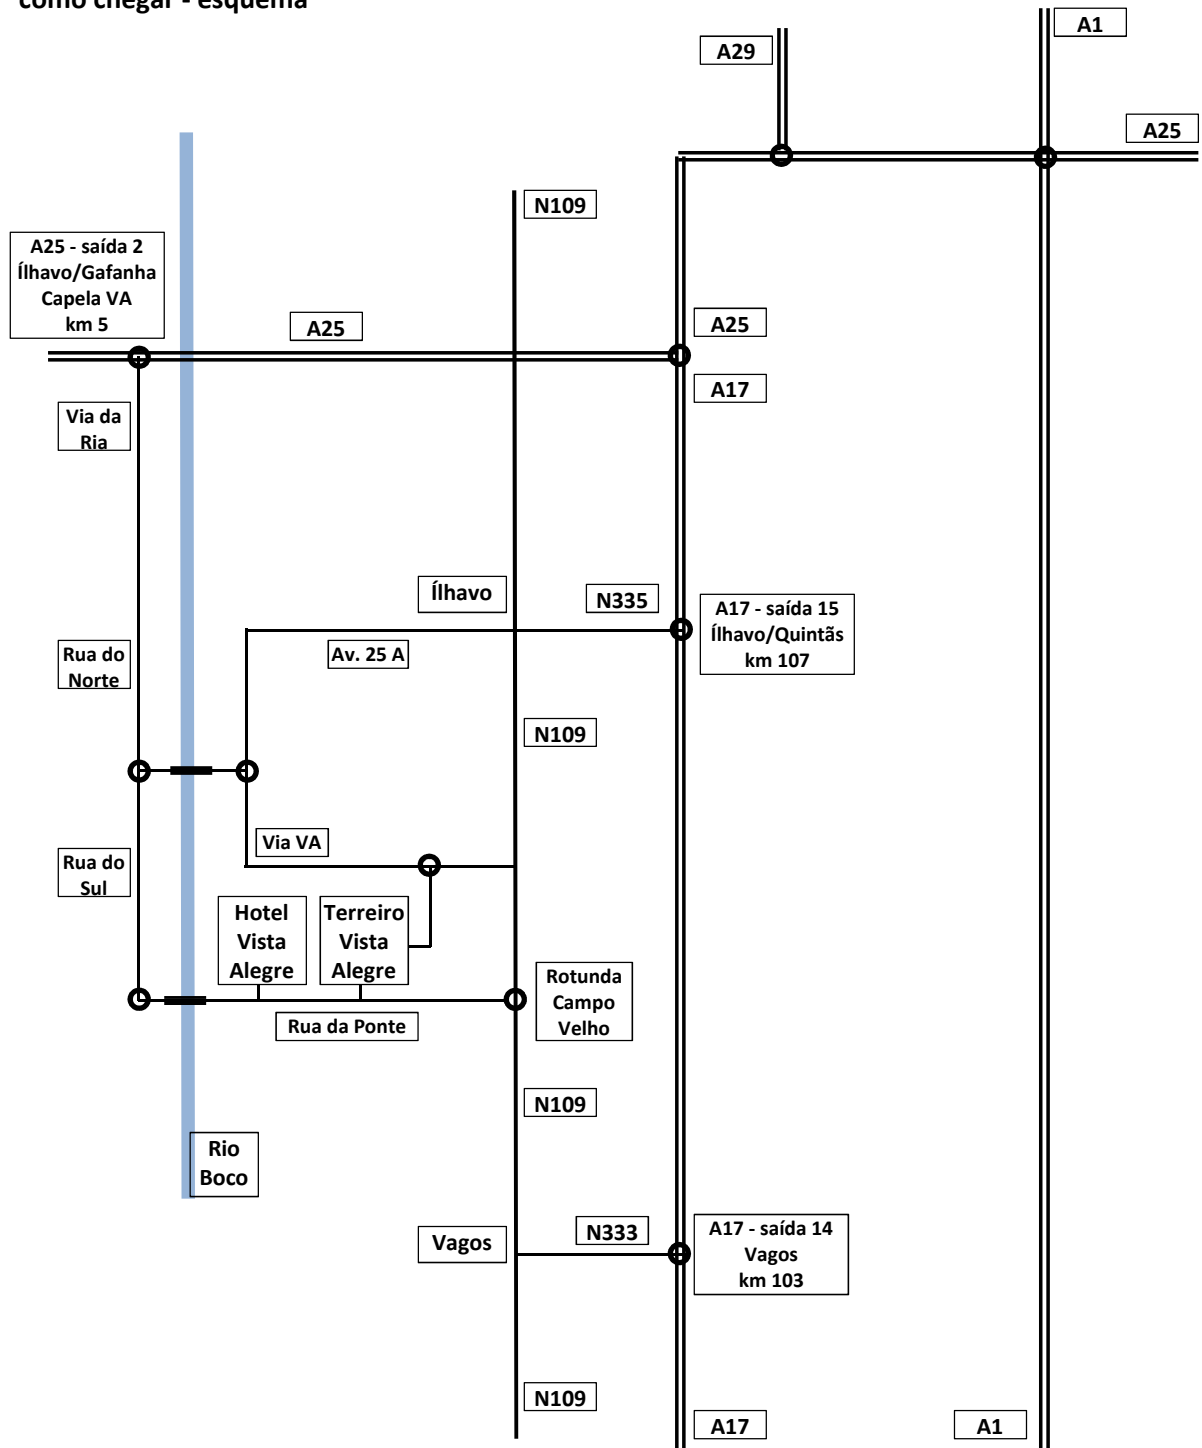 como chegar - esquema
A1
A29
A25
N109
A25 - saída 2
Ílhavo/Gafanha
Capela VA
km 5
A25
A25
A17
Via da
Ria
Ílhavo
N335
A17 - saída 15
Ílhavo/Quintãs
km 107
Av. 25 A
Rua do
Norte
N109
Via VA
Rua do
Sul
Hotel
Vista
Alegre
Terreiro
Vista
Alegre
Rotunda
Campo
Velho
Rua da Ponte
N109
Rio
Boco
Vagos
N333
A17 - saída 14
Vagos
km 103
N109
A17
A1